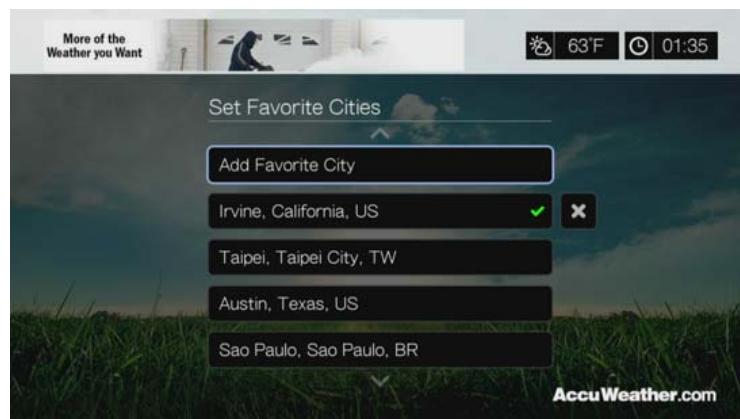 More of the
Weather you Want
63°F
01:35
Set Favorite Cities
Add Favorite City
Irvine, California, US
Taipei, Taipei City, TW
Austin, Texas, US
Sao Paulo, Sao Paulo, BR
AccuWeather.com